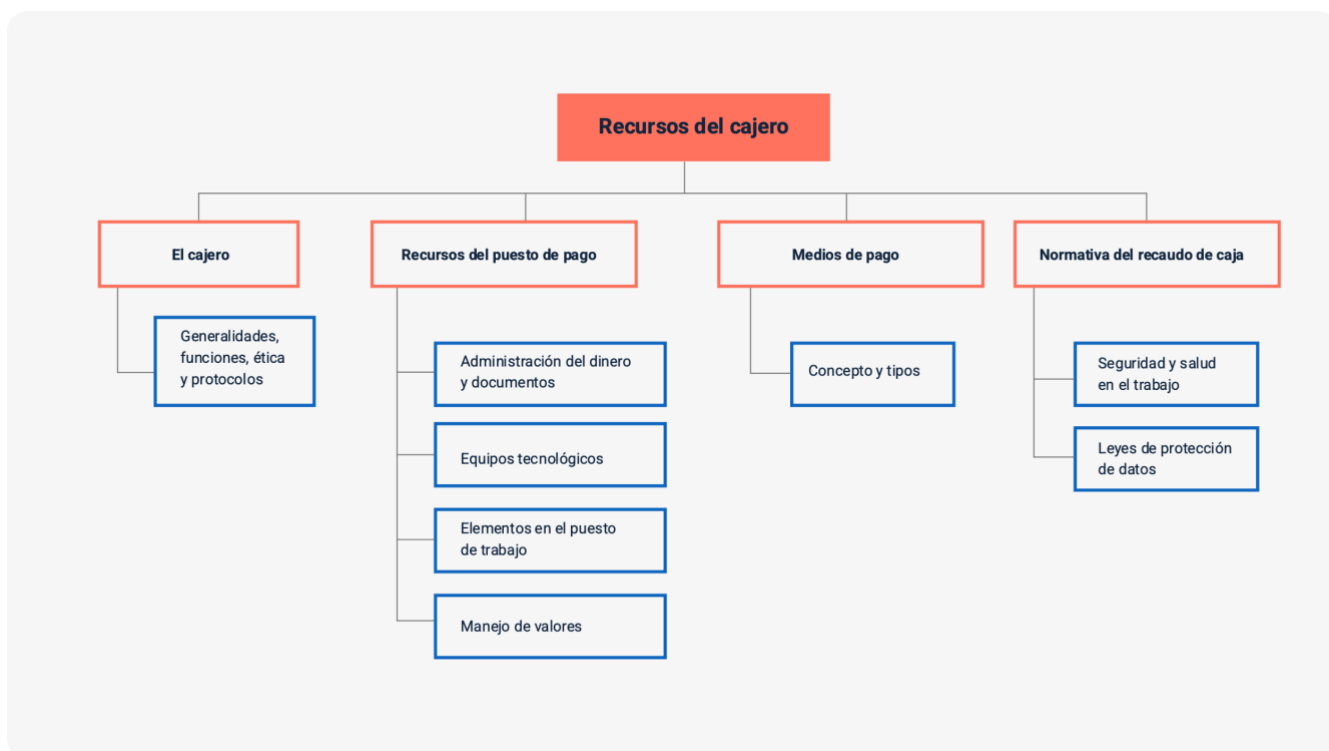 Recursos del cajero
El cajero
Recursos del puesto de pago
Medios de pago
Normativa del recaudo de caja
Generalidades,
funciones, ética
y protocolos
Administración del dinero
y documentos
Equipos tecnológicos
Elementos en el puesto
de trabajo
Manejo de valores
Concepto y tipos
Seguridad y salud
en el trabajo
Leyes de protección
de datos